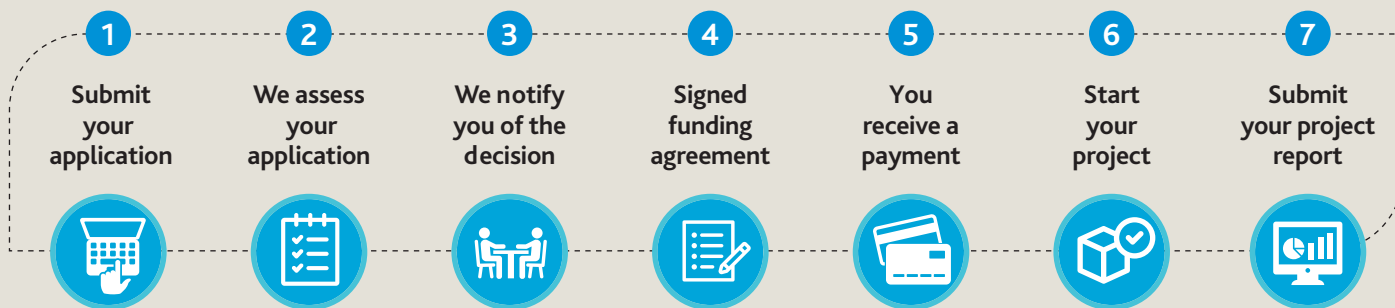 1
Submit
your
application
2
We assess
your
application
3
We notify
you of the
decision
4
Signed
funding
agreement
5
You
receive a
payment
6
Start
your
project
7
Submit
your project
report